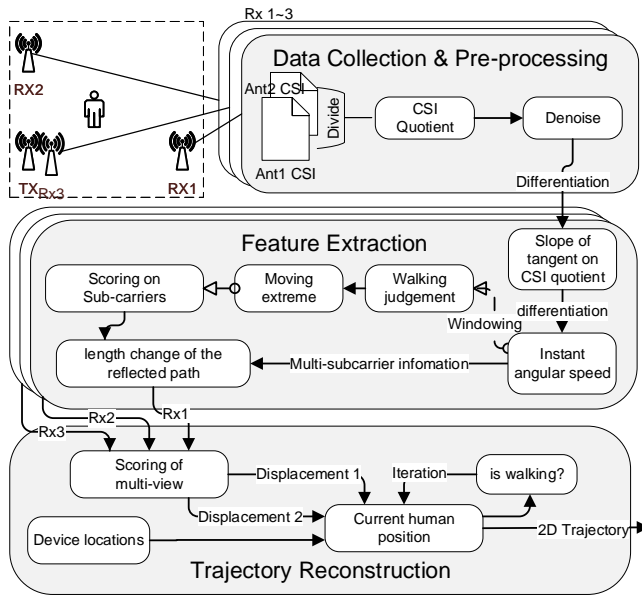 Rx 1~3
Data Collection & Pre-processing
RX2
Ant2 CSI
Divide
CSI
Quotient
Denoise
TX
Rx3
RX1
Ant1 CSI
Differentiation
Feature Extraction
Slope of
tangent on
CSI quotient
Scoring on
Sub-carriers
Moving
extreme
Walking
judgement
Windowing
differentiation
length change of the
reflected path
Multi-subcarrier infomation
Instant
angular speed
Rx1
Rx2
Rx3
Scoring of
multi-view
Displacement 1
Iteration
is walking?
Displacement 2
Current human
position
2D Trajectory
Device locations
Trajectory Reconstruction